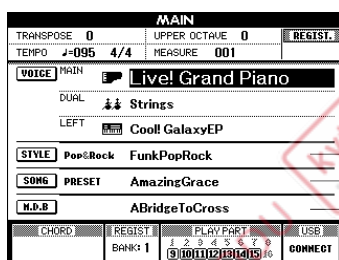 MAIN
TRANSPOSE 0 UPPER OCTAVE 0 REGIST.
TEMPO ♩=095 4/4 MEASURE 001
VOICE MAIN Live! Grand Piano
DUAL Strings
LEFT Cool! GalaxyEP
STYLE Pop&Rock FunkPopRock
SONG PRESET AmazingGrace
M.D.B ABridgeToCross
CHORD REGIST PLAY PART USB
BANK: 1 1 2 3 4 5 6 7 8 CONNECT
9 10 11 12 13 14 15 16